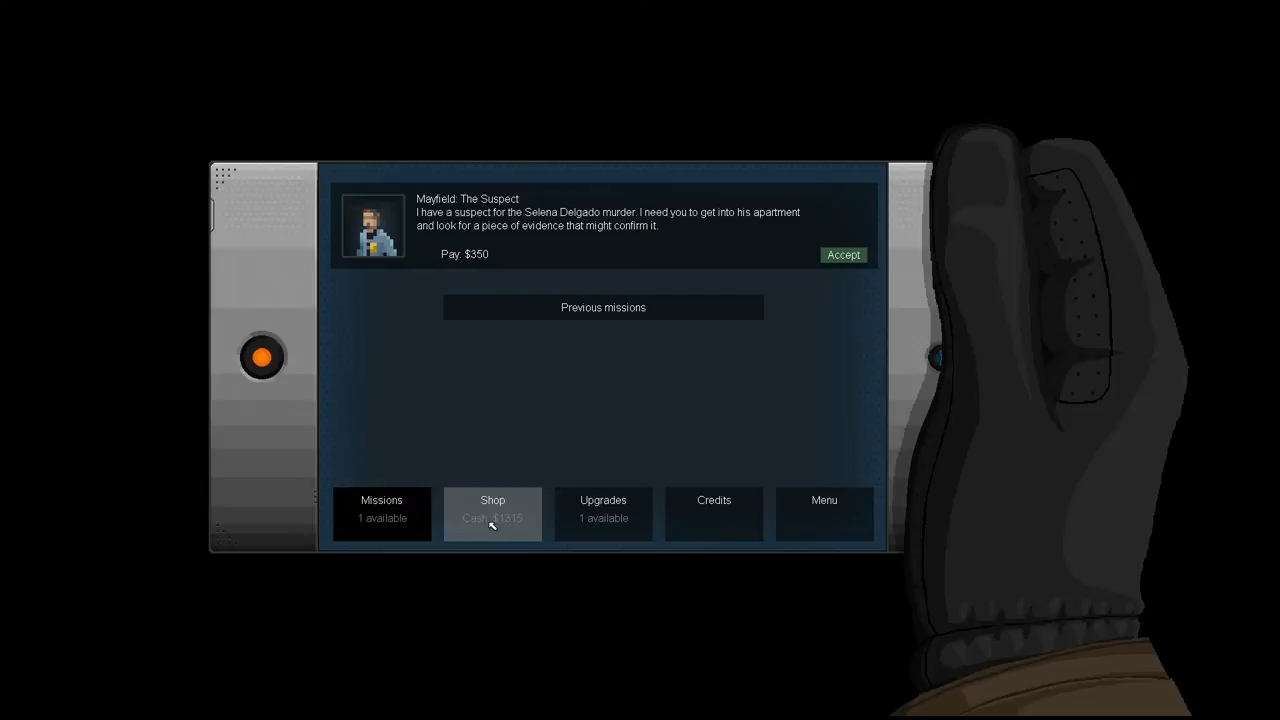 Mayfield: The Suspect
I have a suspect for the Selena Delgado murder. I need you to get into his apartment
and look for a piece of evidence that might confirm it.
Pay: $350
Accept
Previous missions
Missions
1 available
Shop
Cash: $1315
Upgrades
1 available
Credits
Menu